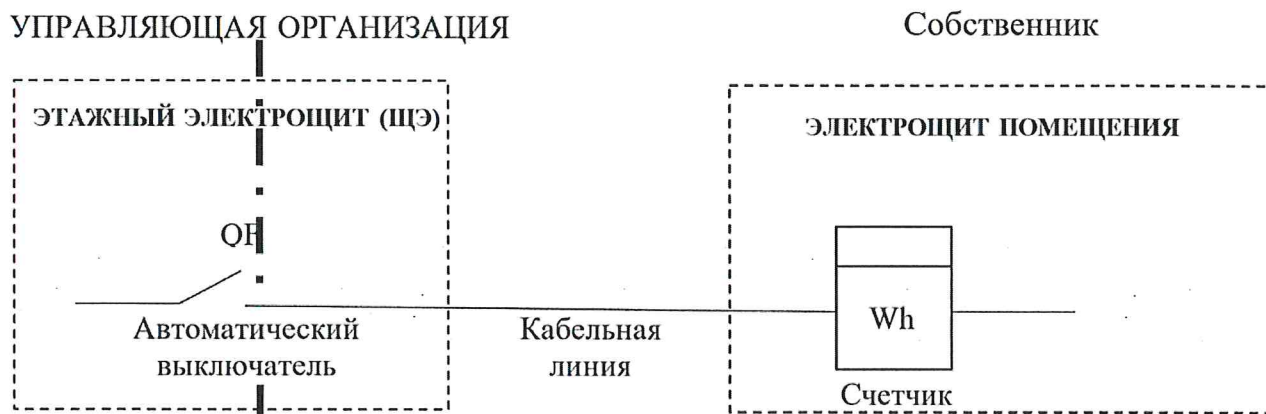 УПРАВЛЯЮЩАЯ ОРГАНИЗАЦИЯ
Собственник
ЭТАЖНЫЙ ЭЛЕКТРОЩИТ (ЩЭ)
ЭЛЕКТРОЩИТ ПОМЕЩЕНИЯ
QF
Автоматический
выключатель
Кабельная
линия
Wh
Счетчик